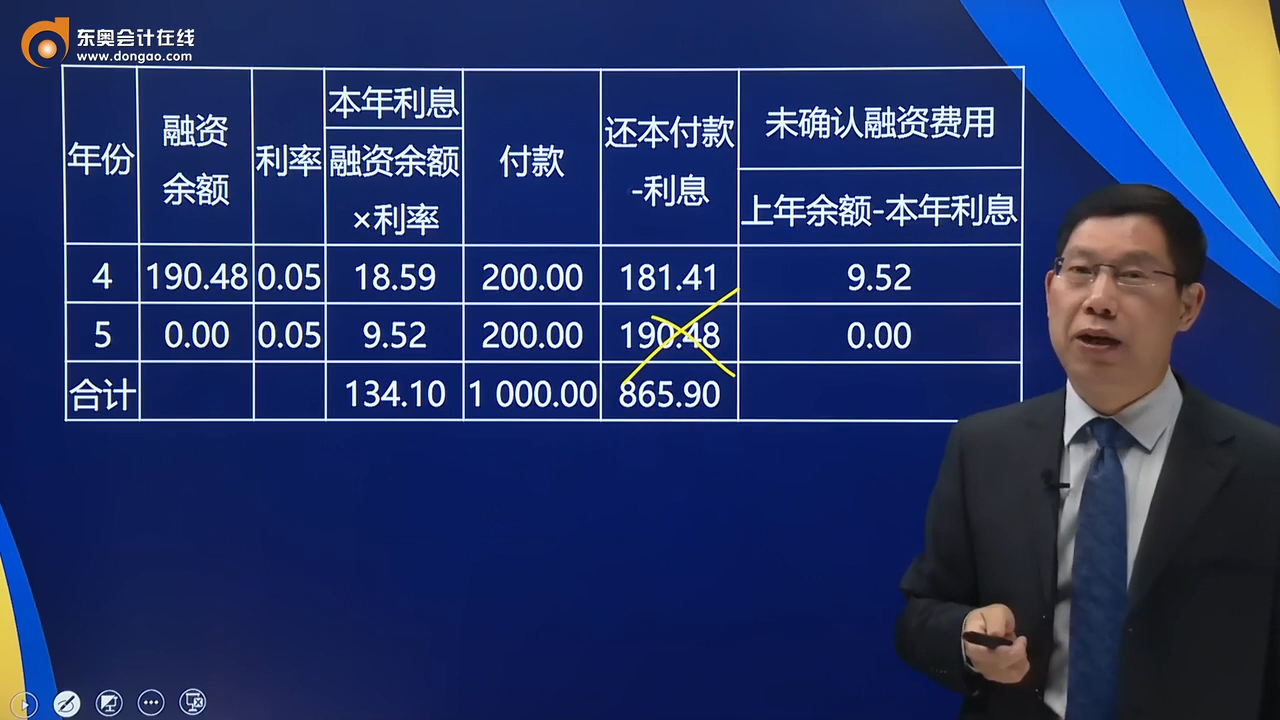 东奥会计在线
www.dongao.com
年份
融资
余额
利率
本年利息
融资余额
×利率
付款
还本付款
-利息
未确认融资费用
上年余额-本年利息
4 190.48 0.05 18.59 200.00 181.41 9.52
5 0.00 0.05 9.52 200.00 190.48 0.00
合计 134.10 1 000.00 865.90